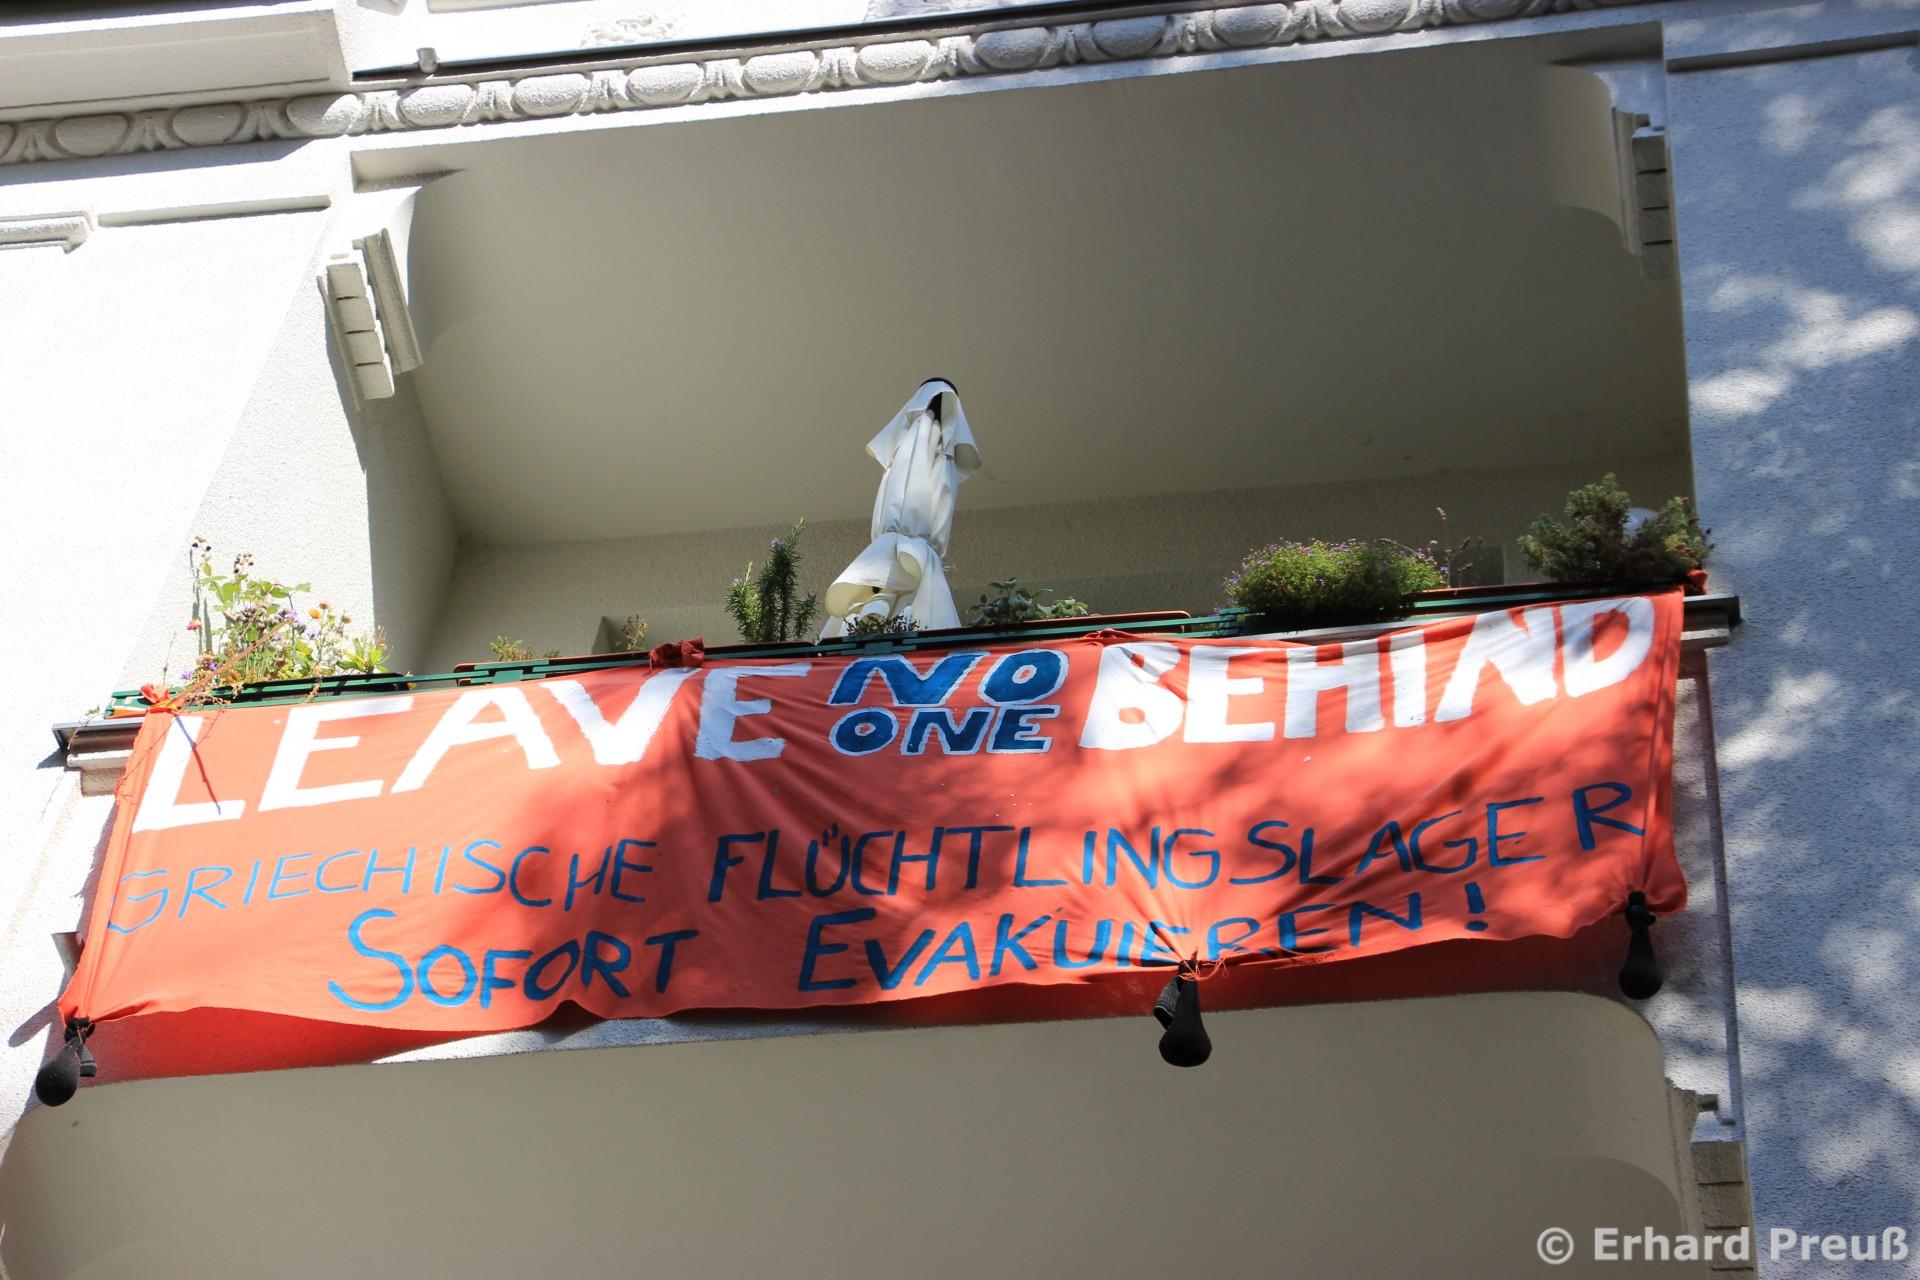 LEAVE NO ONE BEHIND
GRIECHISCHE FLÜCHTLINGSLAGER
SOFORT EVAKUIEREN!
© Erhard Preuß